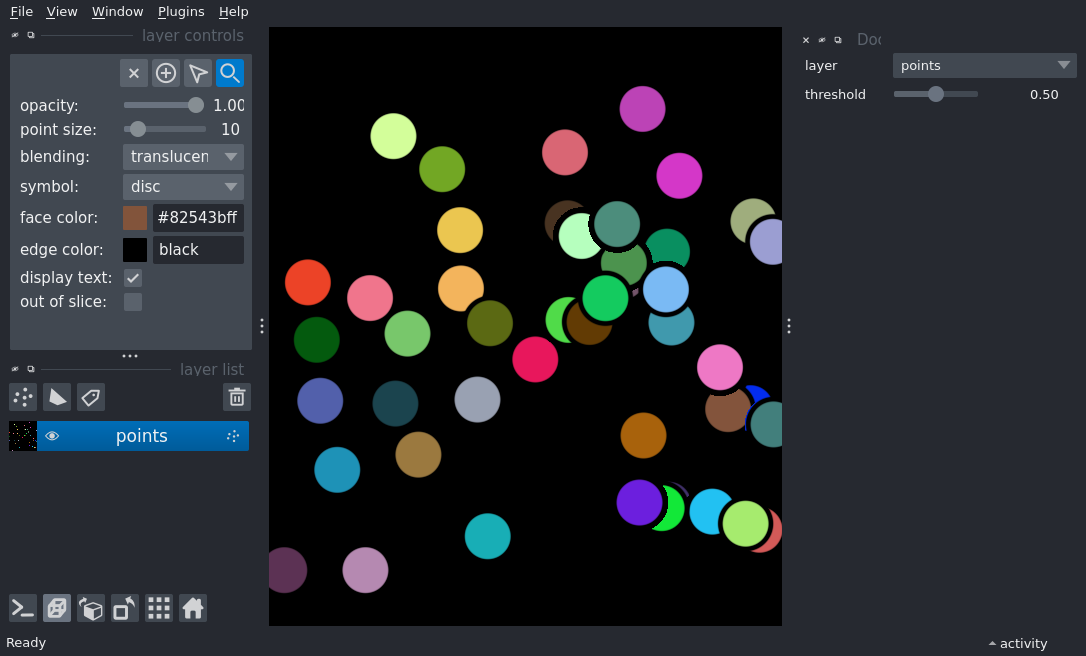 File View Window Plugins Help
layer controls
opacity: 1.00
point size: 10
blending: translucen
symbol: disc
face color: #82543bff
edge color: black
display text:
out of slice:
layer list
points
Ready
Doc
layer points
threshold 0.50
activity